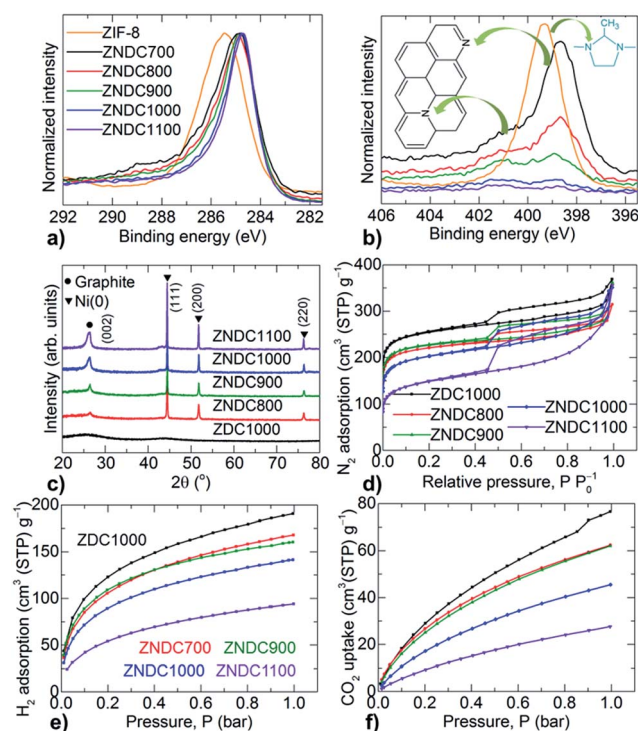 Normalized intensity
ZIF-8
ZNDC700
ZNDC800
ZNDC900
ZNDC1000
ZNDC1100
292 290 288 286 284 282
a)
Binding energy (eV)
Normalized intensity
N
N
CH₃
2
1
3
406 404 402 400 398
b)
Binding energy (eV)
Intensity (arb. uinits)
● Graphite
▼ Ni(0)
(002)
(111)
(200)
(220)
ZNDC1100
ZNDC1000
ZNDC900
ZNDC800
ZDC1000
20 30 40 50 60 70 80
c)
2θ (°)
N₂ adsorption (cm³ (STP) g⁻¹)
400
300
200
100
0
ZDC1000
ZNDC800
ZNDC900
ZNDC1000
ZNDC1100
0.0 0.2 0.4 0.6 0.8 1.0
d)
Relative pressure, P P₀⁻¹
H₂ adsorption (cm³ (STP) g⁻¹)
200
150
100
50
0
ZDC1000
ZNDC700 ZNDC900
ZNDC1000 ZNDC1100
0.0 0.2 0.4 0.6 0.8 1.0
e)
Pressure, P (bar)
CO₂ uptake (cm³(STP) g⁻¹)
80
60
40
20
0
0.0 0.2 0.4 0.6 0.8 1.0
f)
Pressure, P (bar)